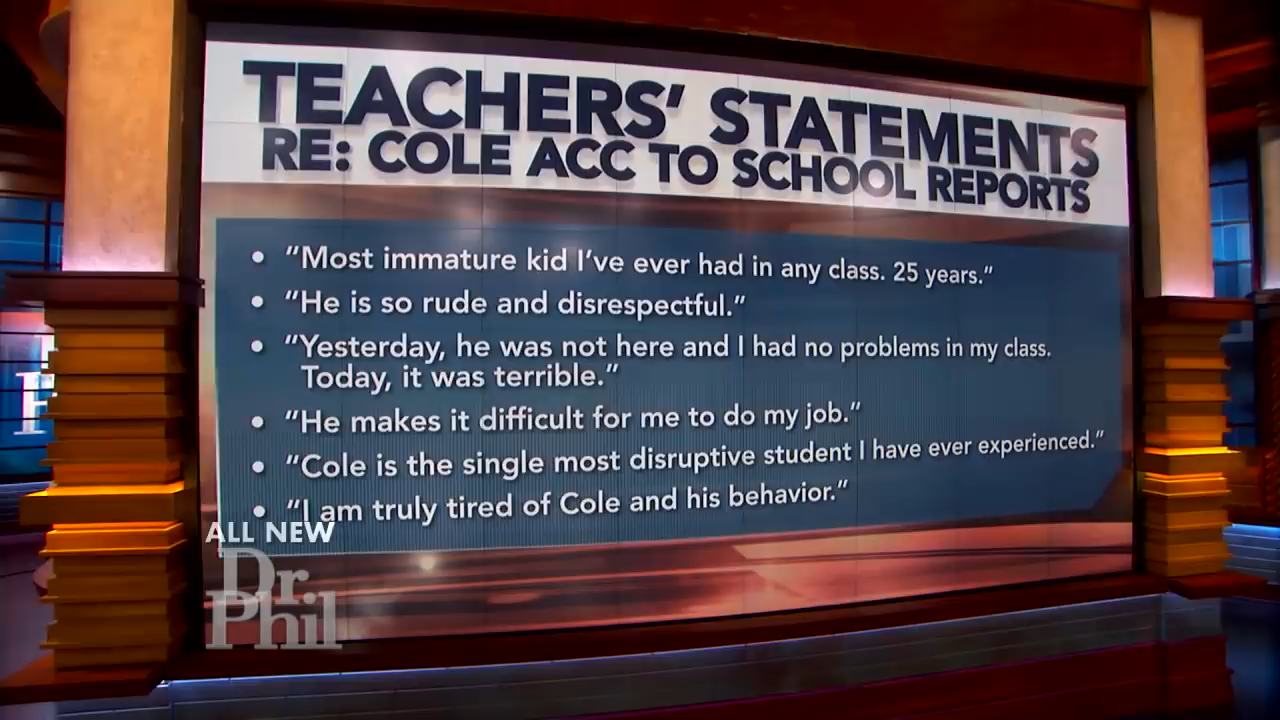 TEACHERS' STATEMENTS
RE: COLE ACC TO SCHOOL REPORTS
• "Most immature kid I've ever had in any class. 25 years."
• "He is so rude and disrespectful."
• "Yesterday, he was not here and I had no problems in my class.
Today, it was terrible."
• "He makes it difficult for me to do my job."
• "Cole is the single most disruptive student I have ever experienced."
• "I am truly tired of Cole and his behavior."
ALL NEW
Dr.
Phil